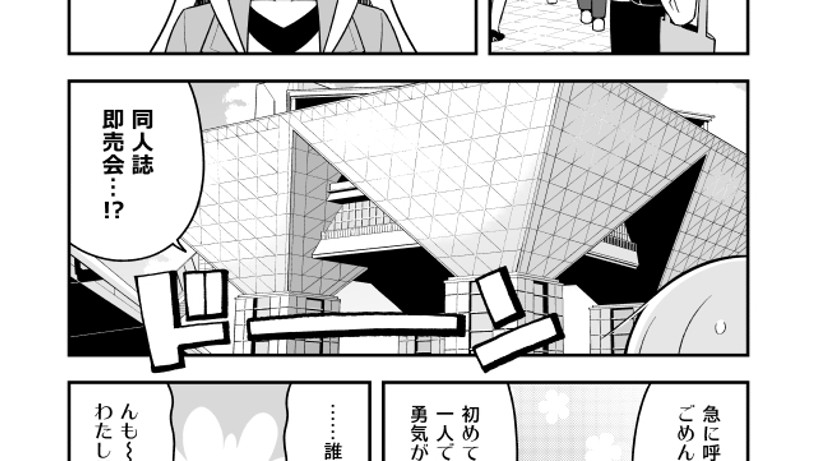 同人誌
即売会…!?
ドーン
急に呼
ごめん
初めて
一人で
勇気が
……誰
んも〜
わたし